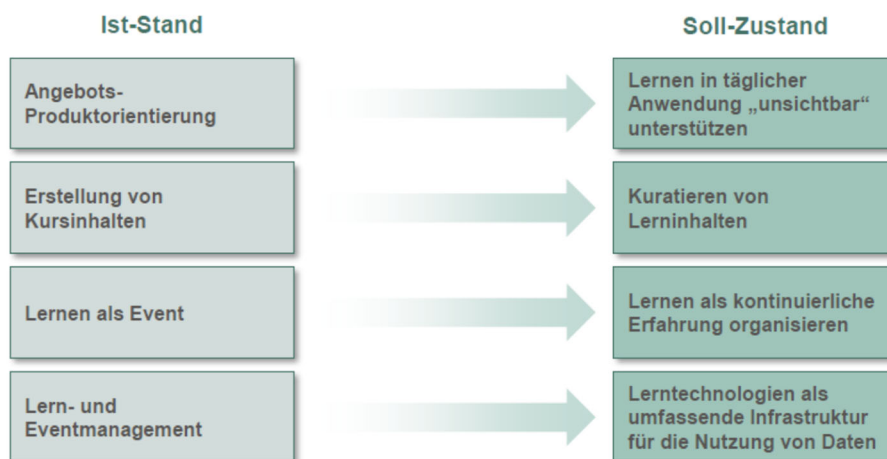 Ist-Stand
Soll-Zustand
Angebots-
Produktorientierung
Lernen in täglicher
Anwendung „unsichtbar“
unterstützen
Erstellung von
Kursinhalten
Kuratieren von
Lerninhalten
Lernen als Event
Lernen als kontinuierliche
Erfahrung organisieren
Lern- und
Eventmanagement
Lerntechnologien als
umfassende Infrastruktur
für die Nutzung von Daten